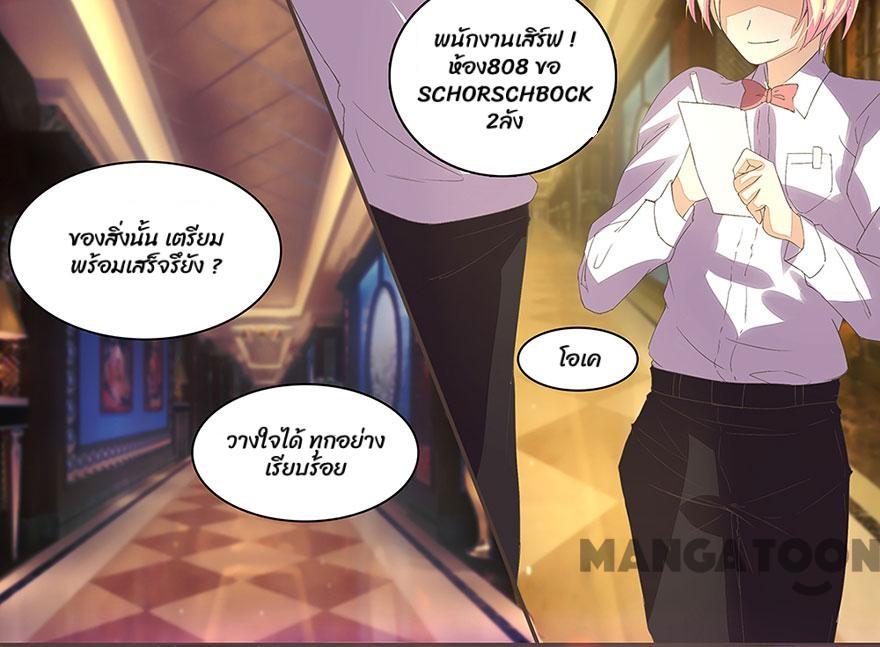 พนักงานเสิร์ฟ !
ห้อง808 ขอ
SCHORSCHBOCK
2ลัง
ของสิ่งนั้น เตรียม
พร้อมเสร็จรึยัง ?
โอเค
วางใจได้ ทุกอย่าง
เรียบร้อย
MANGATOON